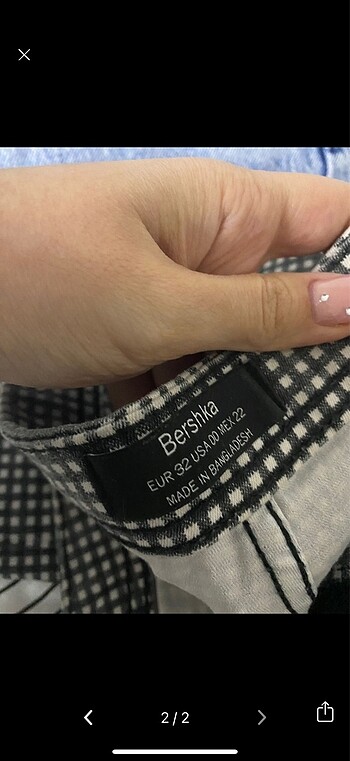 Bershka
EUR 32 USA 00 MEX 22
MADE IN BANGLADESH
2/2